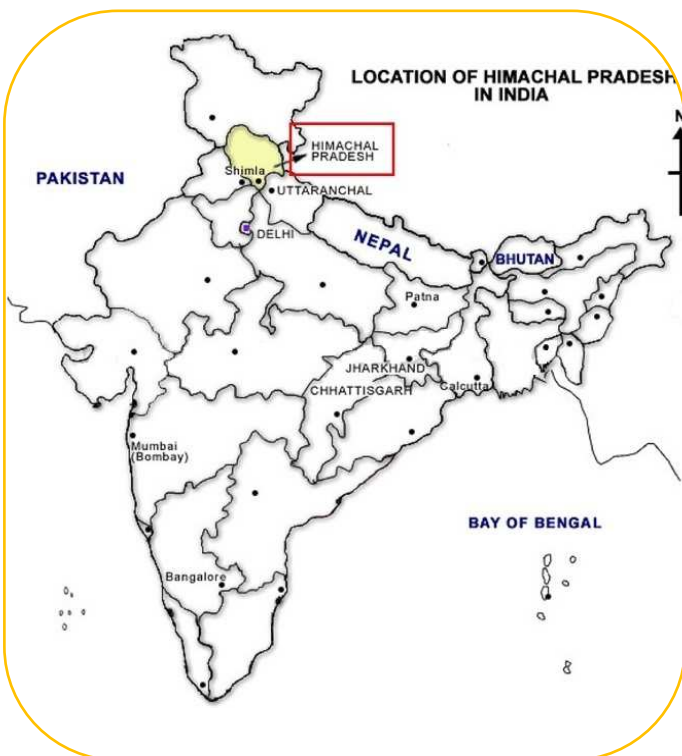 LOCATION OF HIMACHAL PRADESH
IN INDIA
N
HIMACHAL
PRADESH
Shimla
PAKISTAN
UTTARANCHAL
DELHI
NEPAL
BHUTAN
Patna
JHARKHAND
CHHATTISGARH
Calcutta
Mumbai
(Bombay)
BAY OF BENGAL
Bangalore